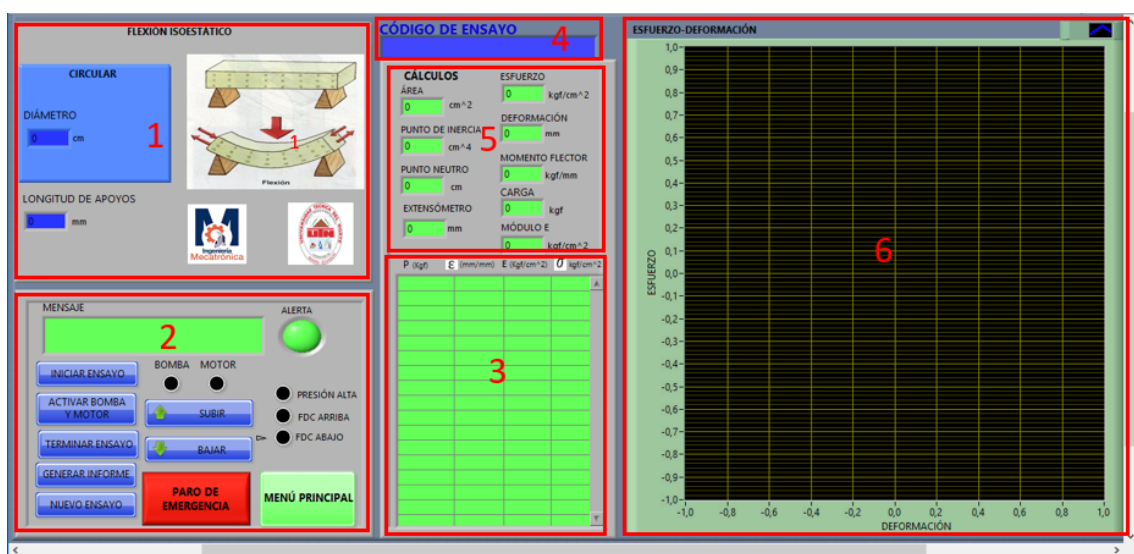 FLEXIÓN ISOESTÁTICO
CIRCULAR
DIÁMETRO
0 cm
1
1
Flexión
LONGITUD DE APOYOS
0 mm
Ingeniería
Mecatrónica
UNIVERSIDAD TÉCNICA DEL NORTE
UTN
MENSAJE
ALERTA
2
INICIAR ENSAYO
BOMBA MOTOR
ACTIVAR BOMBA
Y MOTOR
SUBIR
PRESIÓN ALTA
FDC ARRIBA
TERMINAR ENSAYO
BAJAR
FDC ABAJO
GENERAR INFORME
NUEVO ENSAYO
PARO DE
EMERGENCIA
MENÚ PRINCIPAL
CÓDIGO DE ENSAYO
4
CÁLCULOS
ÁREA
0 cm^2
PUNTO DE INERCIA
0 cm^4
PUNTO NEUTRO
0 cm
EXTENSÓMETRO
0 mm
5
ESFUERZO
0 kgf/cm^2
DEFORMACIÓN
0 mm
MOMENTO FLECTOR
0 kgf/mm
CARGA
0 kgf
MÓDULO E
0 kgf/cm^2
P (Kgf) ε (mm/mm) E (Kgf/cm^2) σ kgf/cm^2
3
ESFUERZO-DEFORMACIÓN
1,0
0,9
0,8
0,7
0,6
0,5
0,4
0,3
0,2
0,1
0,0
-0,1
-0,2
-0,3
-0,4
-0,5
-0,6
-0,7
-0,8
-0,9
-1,0
ESFUERZO
6
-1,0 -0,8 -0,6 -0,4 -0,2 0,0 0,2 0,4 0,6 0,8 1,0
DEFORMACIÓN